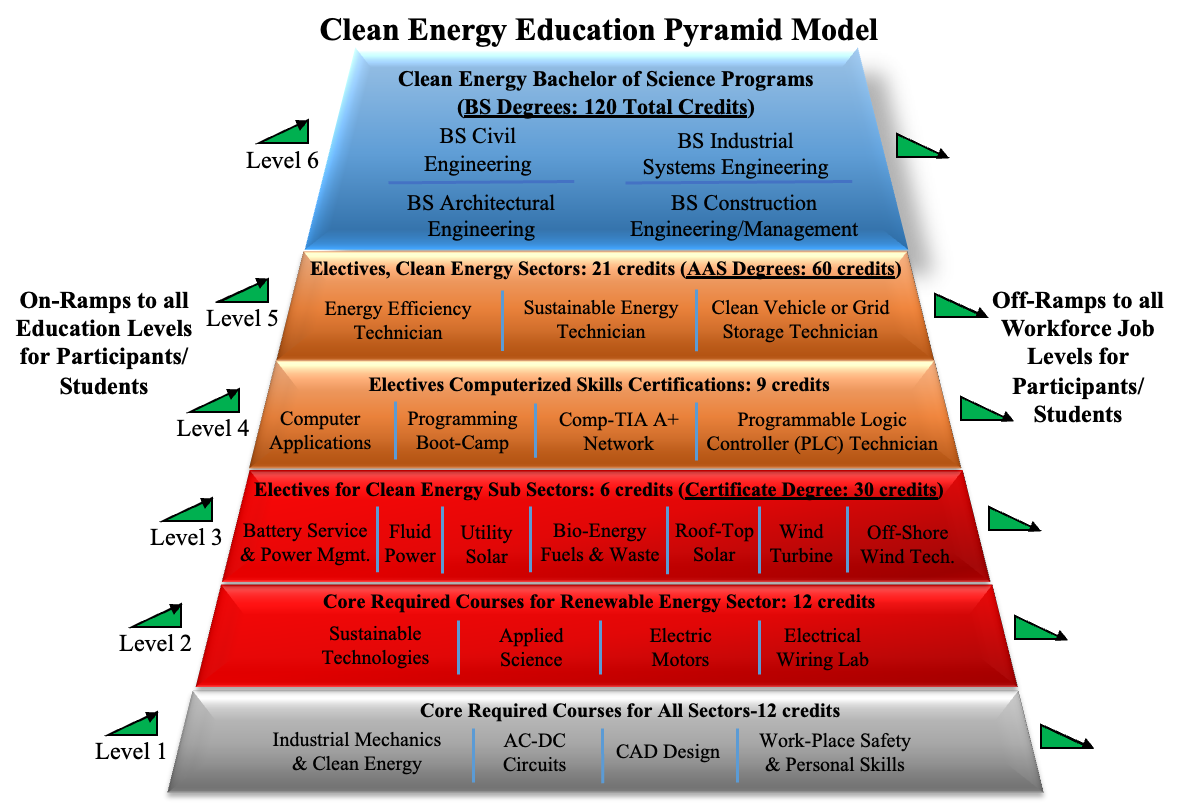 Clean Energy Education Pyramid Model
Clean Energy Bachelor of Science Programs
(BS Degrees: 120 Total Credits)
BS Civil
Engineering
BS Industrial
Systems Engineering
BS Architectural
Engineering
BS Construction
Engineering/Management
Level 6
Electives, Clean Energy Sectors: 21 credits (AAS Degrees: 60 credits)
Energy Efficiency
Technician
Sustainable Energy
Technician
Clean Vehicle or Grid
Storage Technician
Level 5
On-Ramps to all
Education Levels
for Participants/
Students
Off-Ramps to all
Workforce Job
Levels for
Participants/
Students
Electives Computerized Skills Certifications: 9 credits
Computer
Applications
Programming
Boot-Camp
Comp-TIA A+
Network
Programmable Logic
Controller (PLC) Technician
Level 4
Electives for Clean Energy Sub Sectors: 6 credits (Certificate Degree: 30 credits)
Battery Service
& Power Mgmt.
Fluid
Power
Utility
Solar
Bio-Energy
Fuels & Waste
Roof-Top
Solar
Wind
Turbine
Off-Shore
Wind Tech.
Level 3
Core Required Courses for Renewable Energy Sector: 12 credits
Sustainable
Technologies
Applied
Science
Electric
Motors
Electrical
Wiring Lab
Level 2
Core Required Courses for All Sectors-12 credits
Industrial Mechanics
& Clean Energy
AC-DC
Circuits
CAD Design
Work-Place Safety
& Personal Skills
Level 1